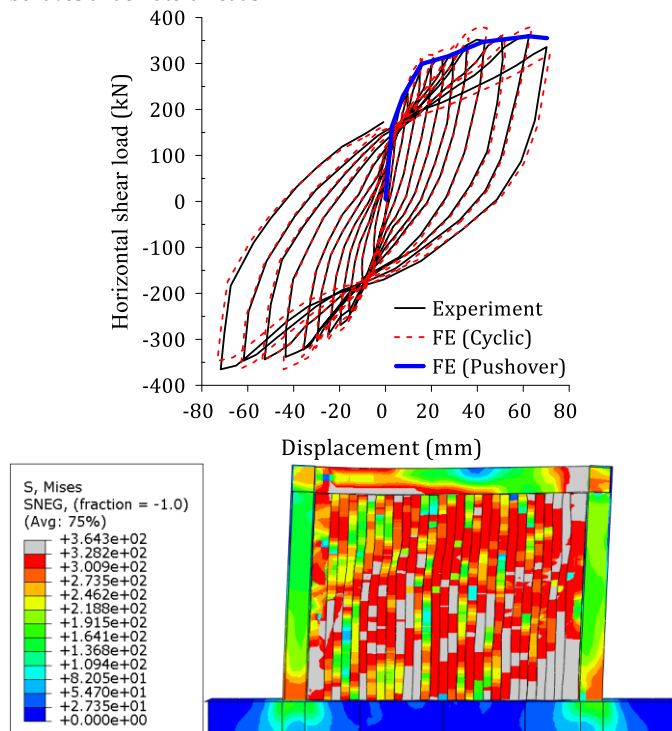 400
300
200
100
0
-100
-200
-300
-400
Horizontal shear load (kN)
Experiment
FE (Cyclic)
FE (Pushover)
-80 -60 -40 -20 0 20 40 60 80
Displacement (mm)
S, Mises
SNEG, (fraction = -1.0)
(Avg: 75%)
+3.643e+02
+3.282e+02
+3.009e+02
+2.735e+02
+2.462e+02
+2.188e+02
+1.915e+02
+1.641e+02
+1.368e+02
+1.094e+02
+8.205e+01
+5.470e+01
+2.735e+01
+0.000e+00